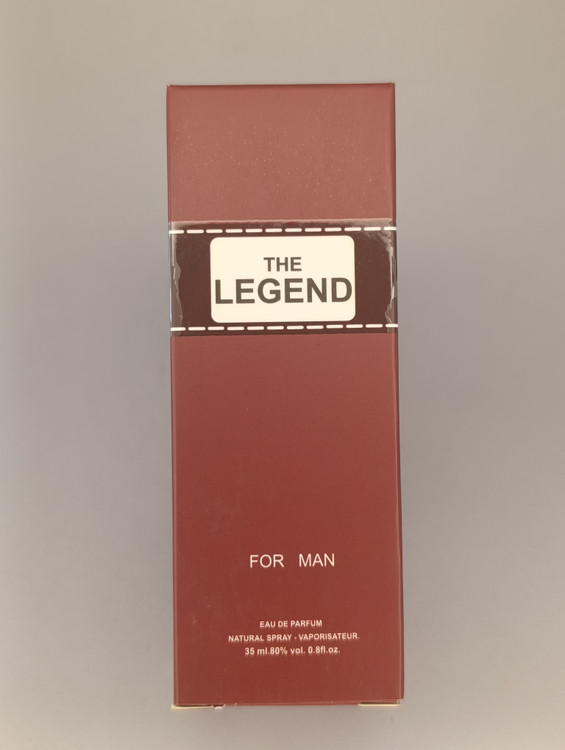 THE
LEGEND
FOR MAN
EAU DE PARFUM
NATURAL SPRAY - VAPORISATEUR.
35 ml.80% vol. 0.8fl.oz.